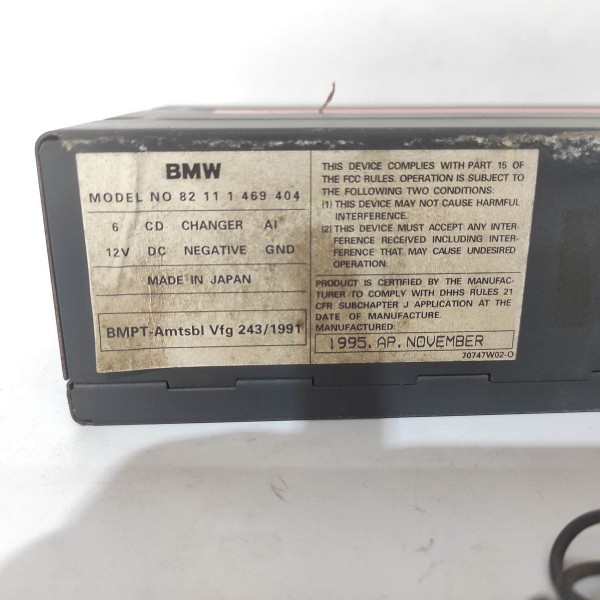 BMW
MODEL NO 82 11 1 469 404
6 CD CHANGER AI
12V DC NEGATIVE GND
MADE IN JAPAN
BMPT-Amtsbl Vfg 243/1991
THIS DEVICE COMPLIES WITH PART 15 OF
THE FCC RULES. OPERATION IS SUBJECT TO
THE FOLLOWING TWO CONDITIONS:
(1) THIS DEVICE MAY NOT CAUSE HARMFUL
INTERFERENCE.
(2) THIS DEVICE MUST ACCEPT ANY INTER-
FERENCE RECEIVED INCLUDING INTER-
FERENCE THAT MAY CAUSE UNDESIRED
OPERATION.
PRODUCT IS CERTIFIED BY THE MANUFAC-
TURER TO COMPLY WITH DHHS RULES 21
CFR SUBCHAPTER J APPLICATION AT THE
DATE OF MANUFACTURE.
MANUFACTURED:
1995. AP. NOVEMBER
20747W02-O